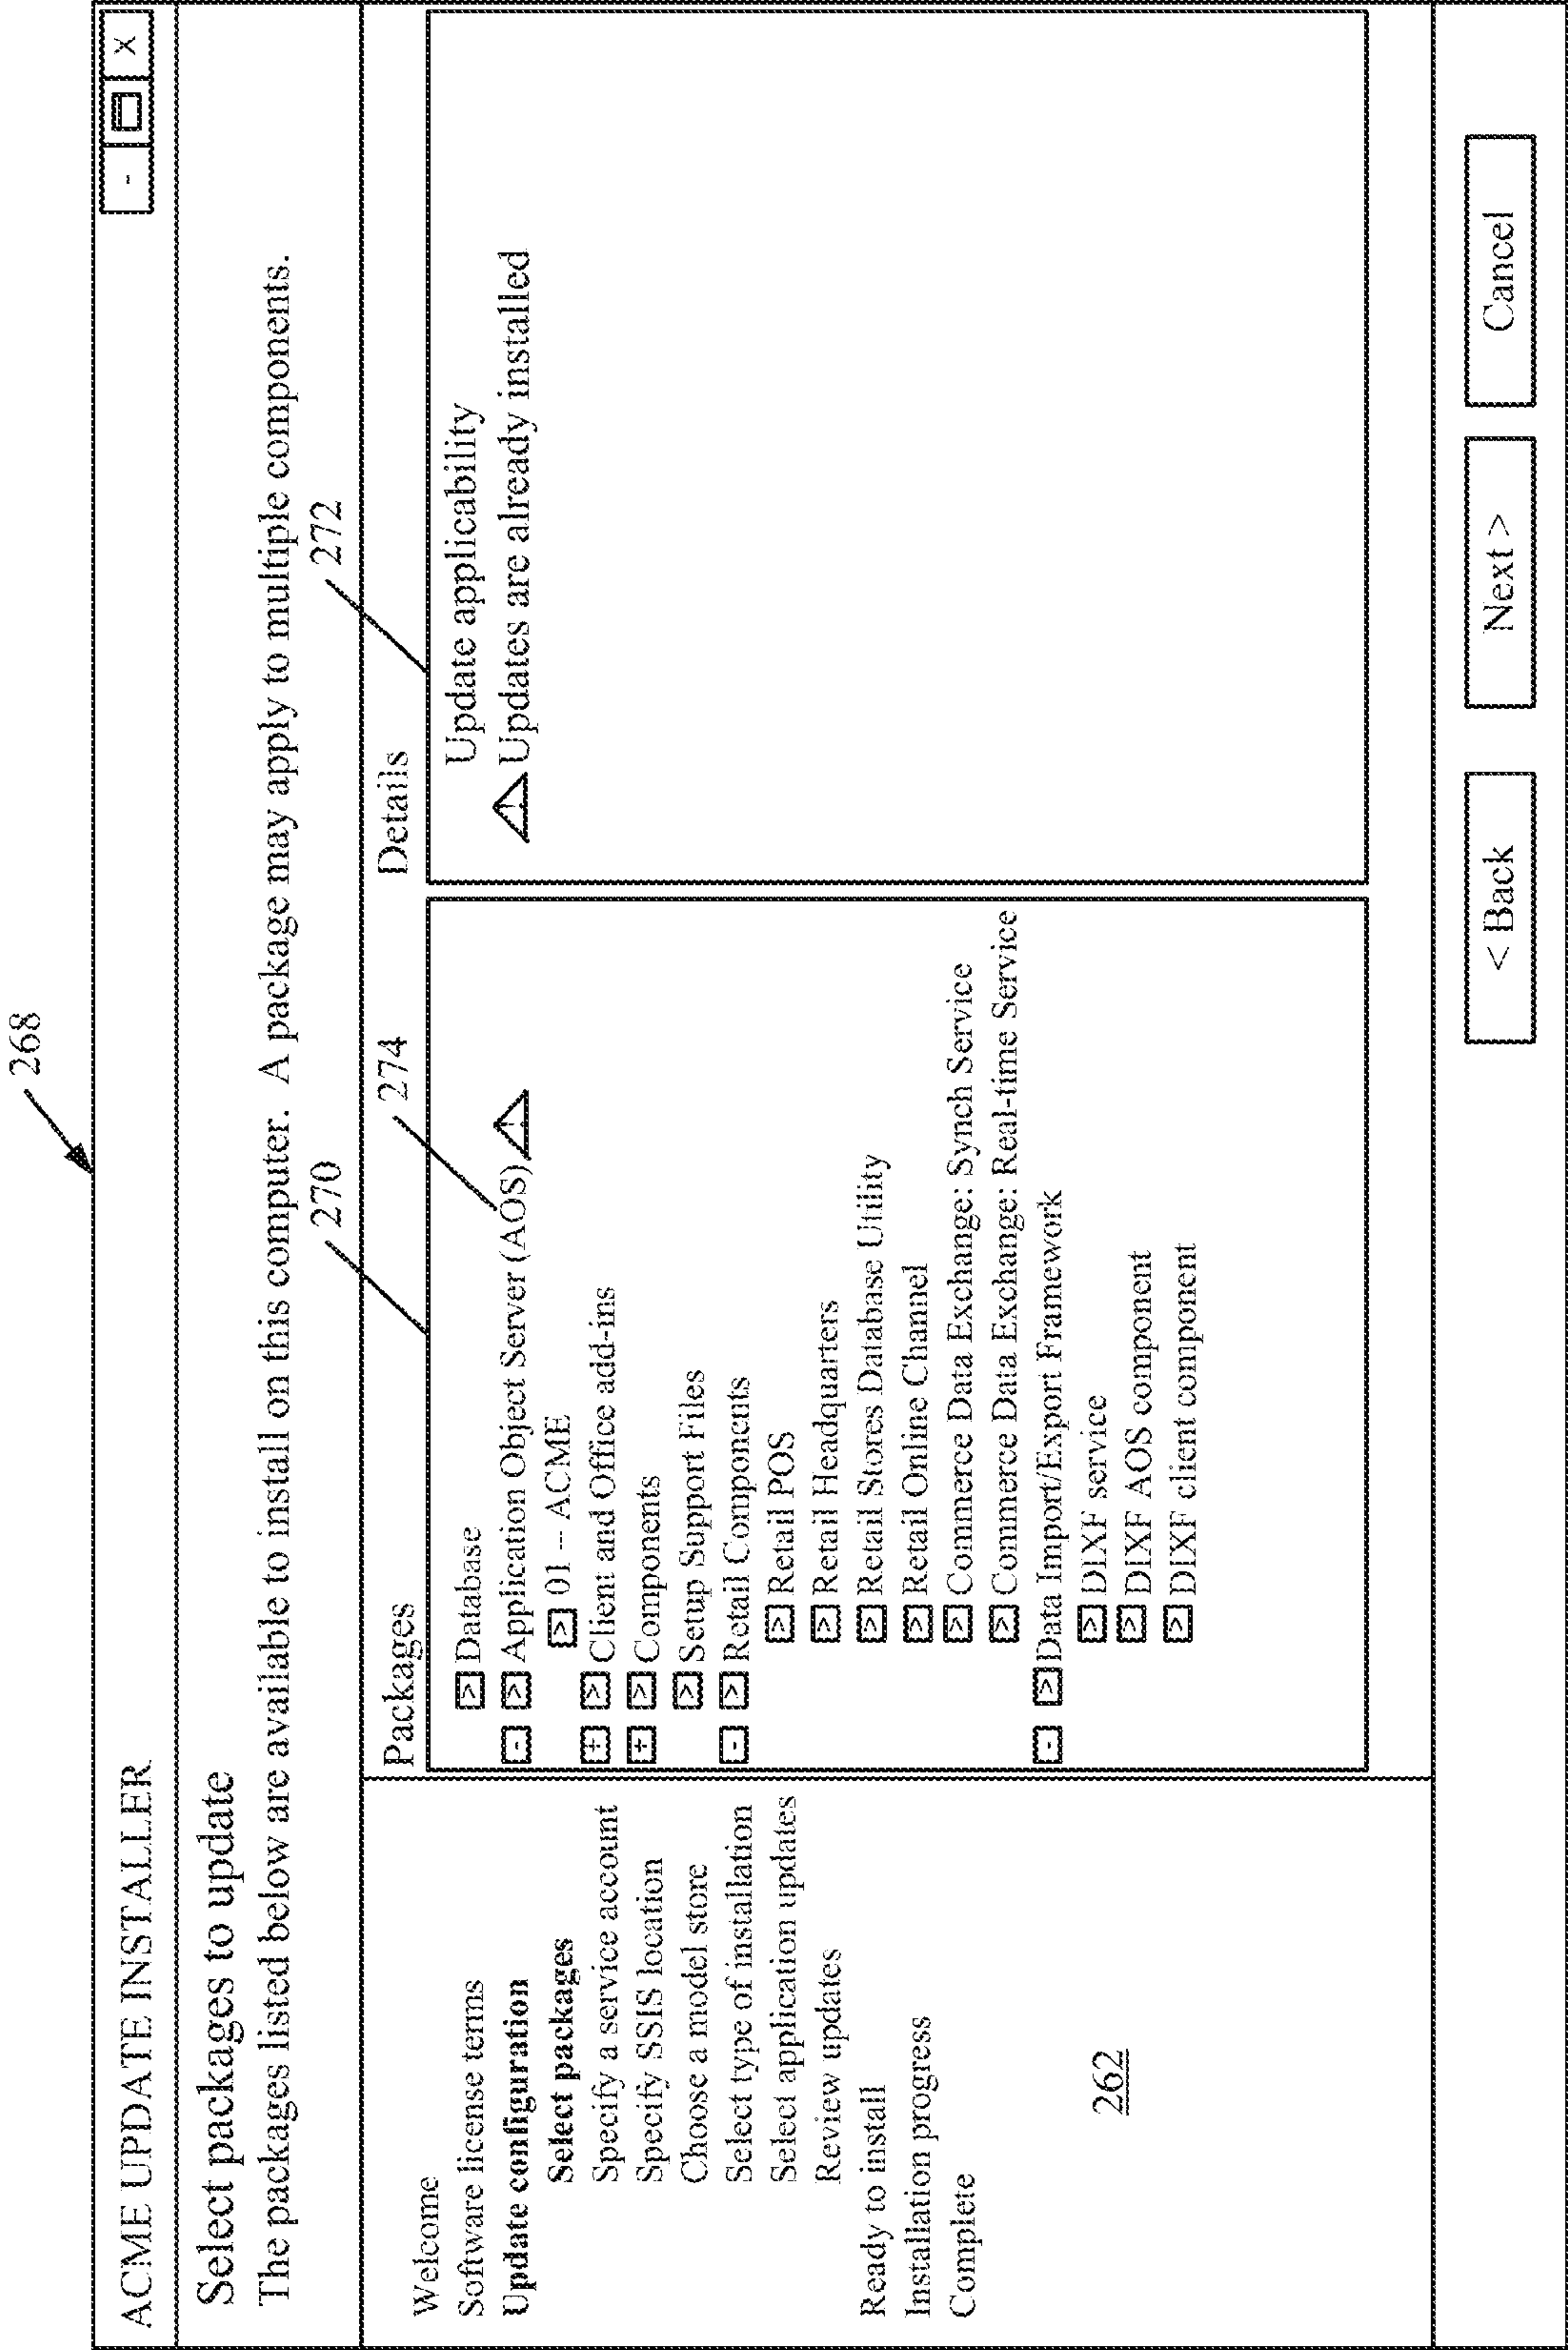 268
ACME UPDATE INSTALLER
- X
Select packages to update
The packages listed below are available to install on this computer. A package may apply to multiple components.
270
272
Welcome
Software license terms
Update configuration
Select packages
Specify a service account
Specify SSIS location
Choose a model store
Select type of installation
Select application updates
Review updates
Ready to install
Installation progress
Complete
262
Packages
274
> Database
- > Application Object Server (AOS) !
> 01 – ACME
+ > Client and Office add-ins
+ > Components
> Setup Support Files
- > Retail Components
> Retail POS
> Retail Headquarters
> Retail Stores Database Utility
> Retail Online Channel
> Commerce Data Exchange: Synch Service
> Commerce Data Exchange: Real-time Service
- > Data Import/Export Framework
> DIXF service
> DIXF AOS component
> DIXF client component
Details
Update applicability
! Updates are already installed
< Back
Next >
Cancel